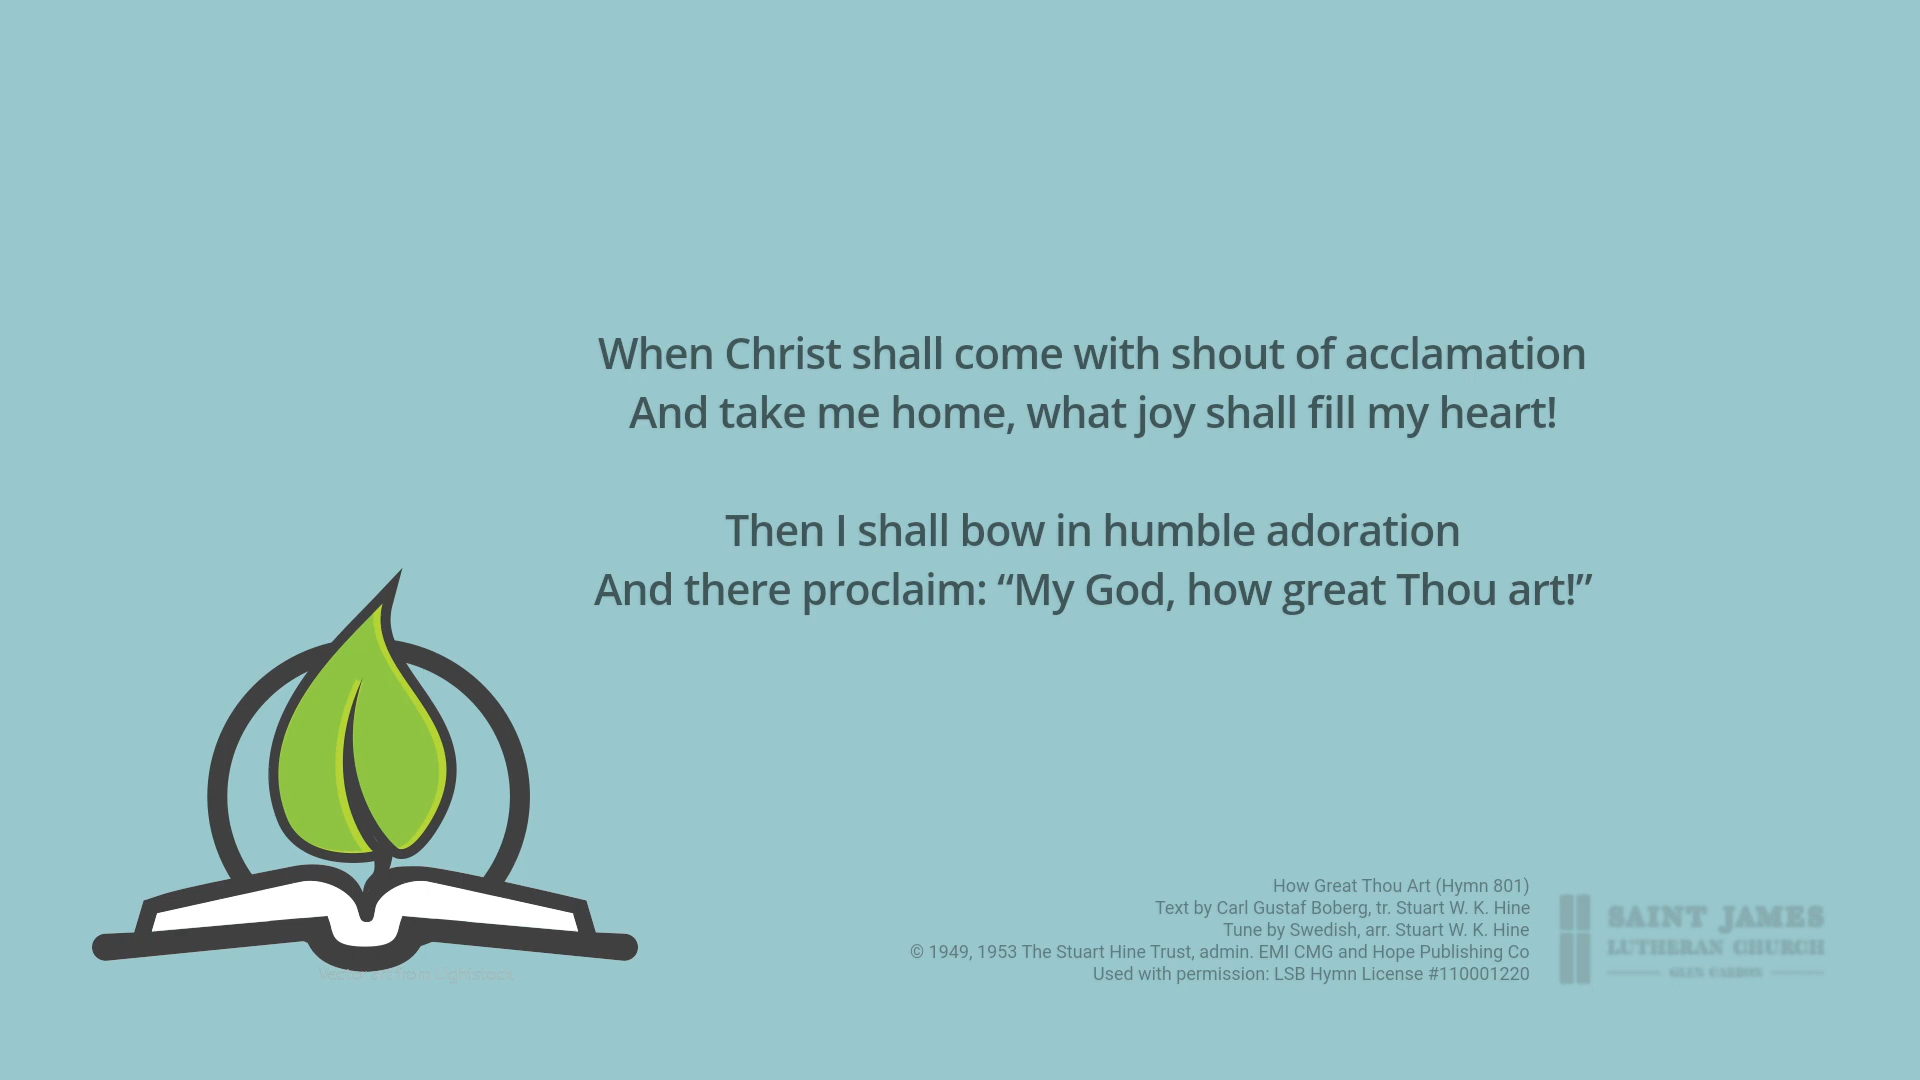 When Christ shall come with shout of acclamation
And take me home, what joy shall fill my heart!
Then I shall bow in humble adoration
And there proclaim: “My God, how great Thou art!”
How Great Thou Art (Hymn 801)
Text by Carl Gustaf Boberg, tr. Stuart W. K. Hine
Tune by Swedish, arr. Stuart W. K. Hine
© 1949, 1953 The Stuart Hine Trust, admin. EMI CMG and Hope Publishing Co
Used with permission: LSB Hymn License #110001220
SAINT JAMES
LUTHERAN CHURCH
GLEN CARBON
from Lightstock